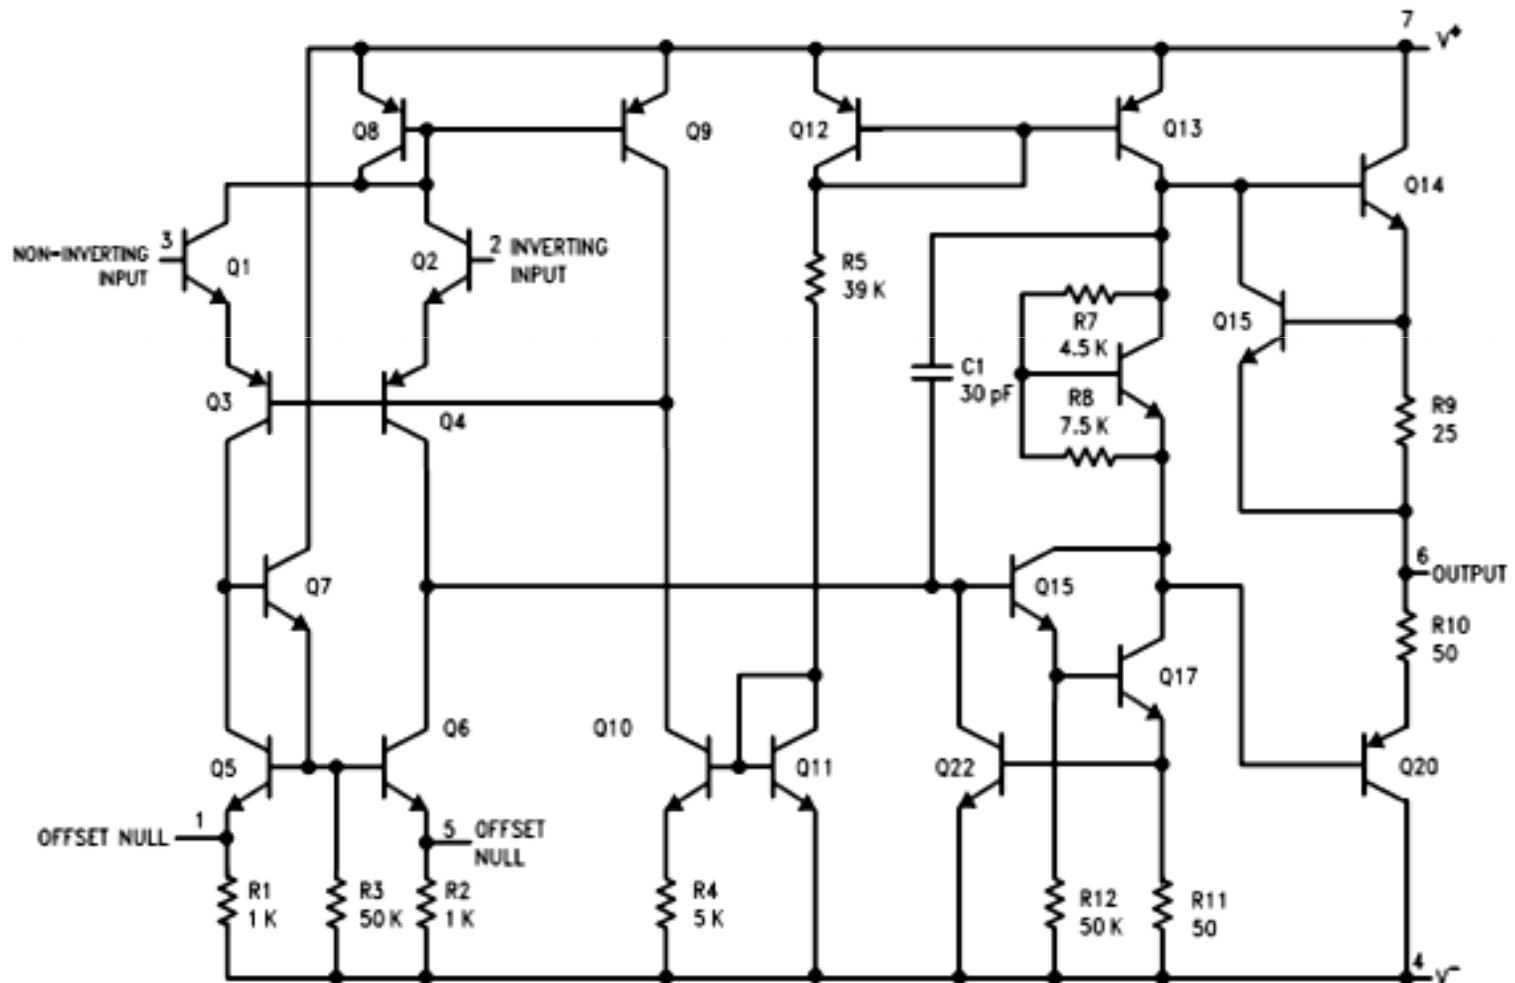 7
V+
Q8
Q9
Q12
Q13
Q14
3
NON-INVERTING
INPUT
Q1
Q2
2 INVERTING
INPUT
R5
39 K
R7
4.5 K
Q15
C1
30 pF
R8
7.5 K
Q3
Q4
R9
25
6
OUTPUT
Q7
Q15
R10
50
Q17
Q5
Q6
Q10
Q11
Q22
Q20
1
OFFSET NULL
5 OFFSET
NULL
R1
1 K
R3
50 K
R2
1 K
R4
5 K
R12
50 K
R11
50
4
V-